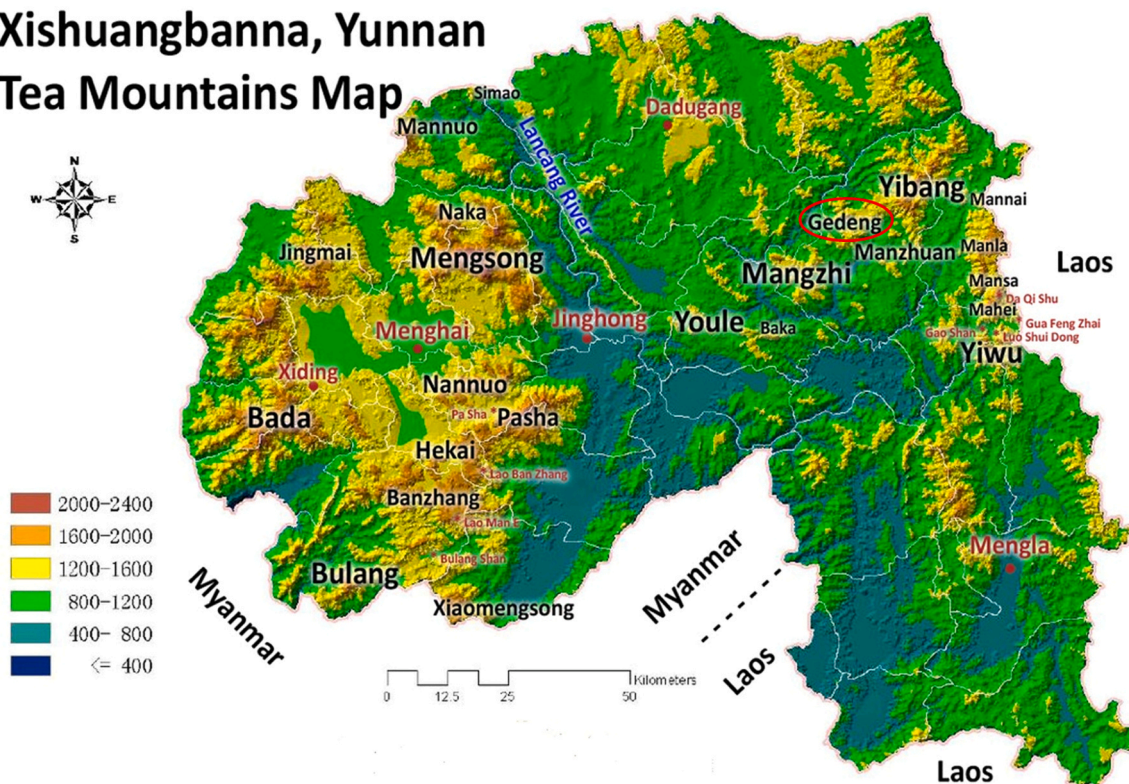 Xishuangbanna, Yunnan
Tea Mountains Map
N
W
E
S
Simao
Mannuo
Lancang River
Dadugang
Yibang
Mannai
Naka
Gedeng
Jingmai
Mengsong
Manzhuan
Manla
Mangzhi
Laos
Mansa
Da Qi Shu
Mahei
Jinghong
Youle
Baka
Gua Feng Zhai
Menghai
Gao Shan
Luo Shui Dong
Yiwu
Xiding
Nannuo
Bada
Pa Sha
Pasha
Hekai
Lao Ban Zhang
Banzhang
Lao Man E
Bulang Shan
Bulang
Xiaomengsong
Mengla
Myanmar
Myanmar
Laos
Laos
2000-2400
1600-2000
1200-1600
800-1200
400- 800
<= 400
0 12.5 25 50 Kilometers